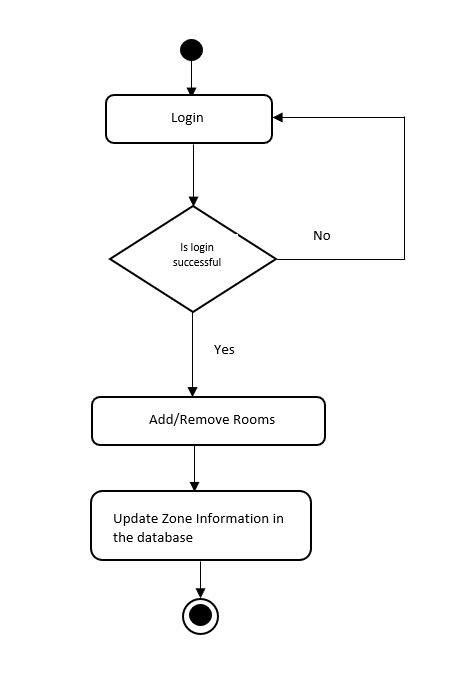 Login
No
Is login
successful
Yes
Add/Remove Rooms
Update Zone Information in
the database